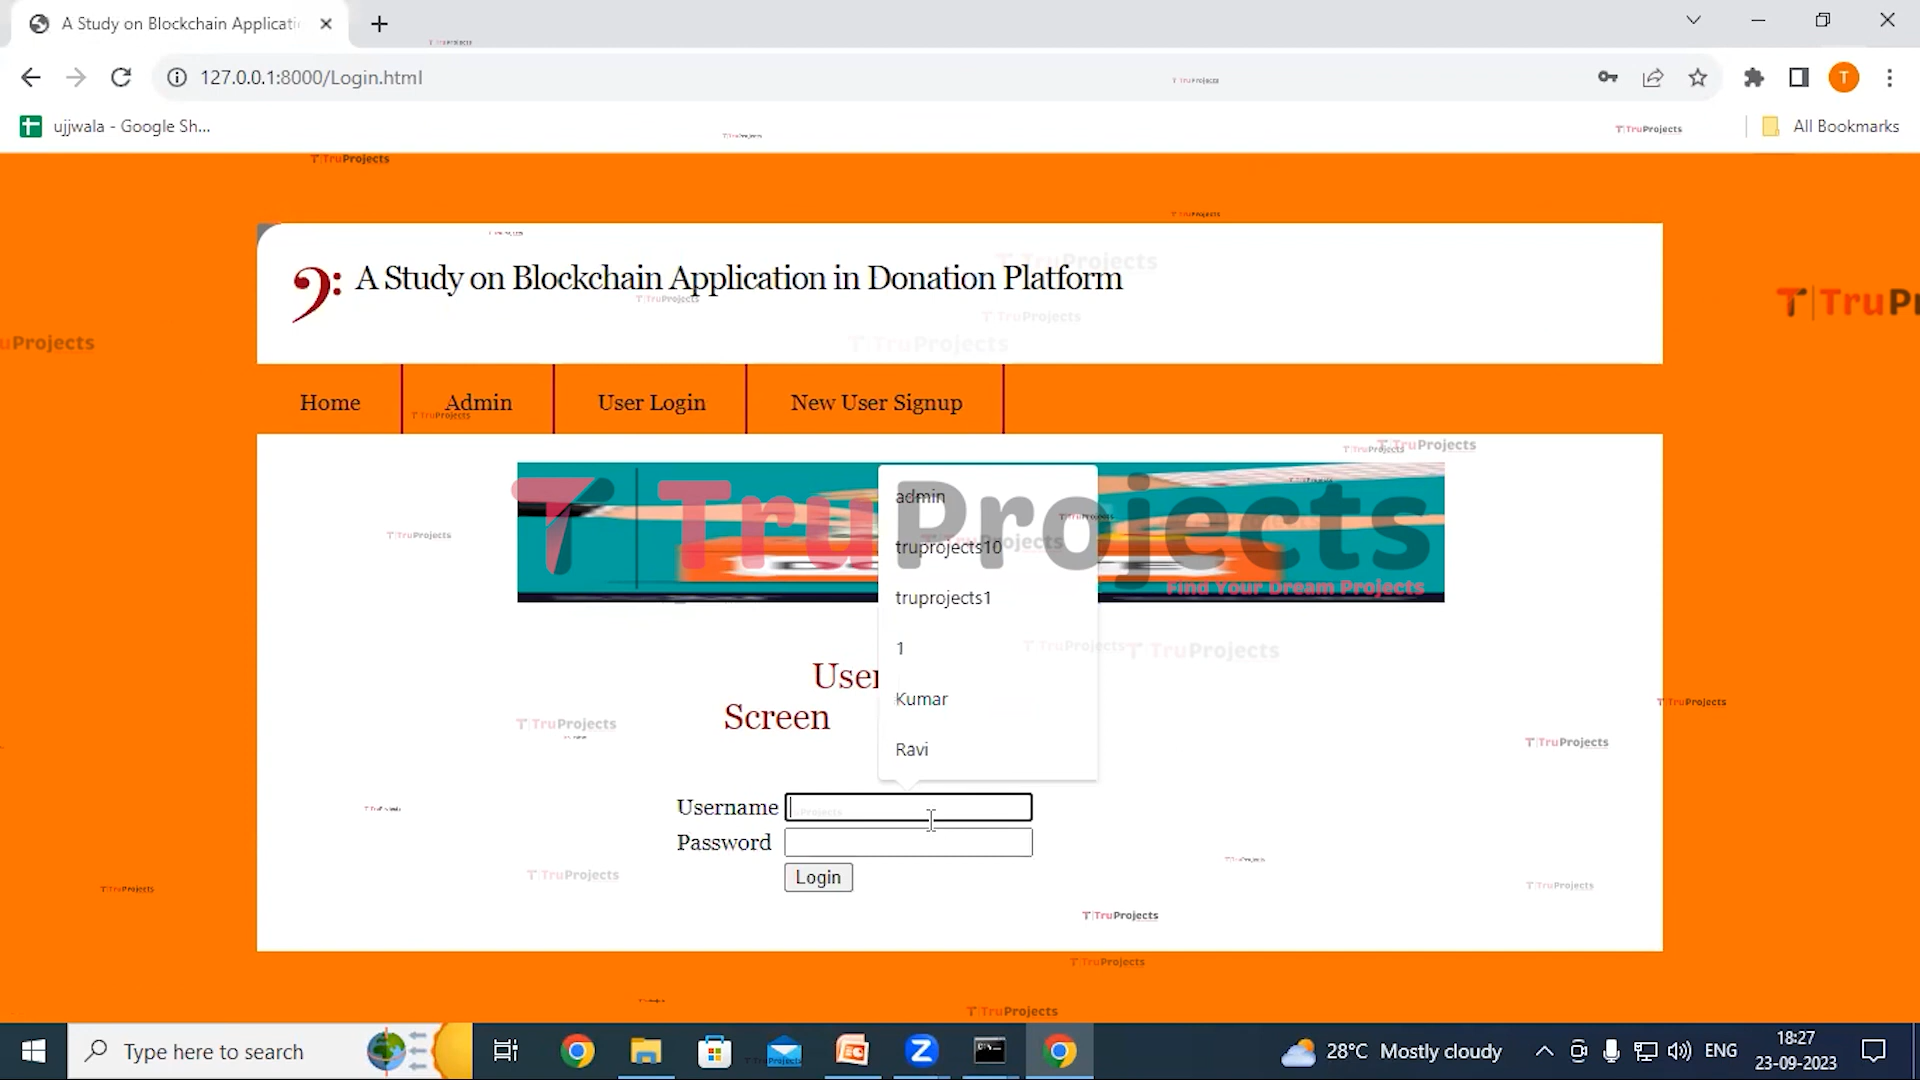 A Study on Blockchain Applicati
127.0.0.1:8000/Login.html
ujjwala - Google Sh...
All Bookmarks
A Study on Blockchain Application in Donation Platform
Home
Admin
User Login
New User Signup
TruProjects
Find Your Dream Projects
admin
truprojects10
truprojects1
1
Kumar
Ravi
User
Screen
Username
Password
Login
Type here to search
28°C Mostly cloudy
ENG
18:27
23-09-2023